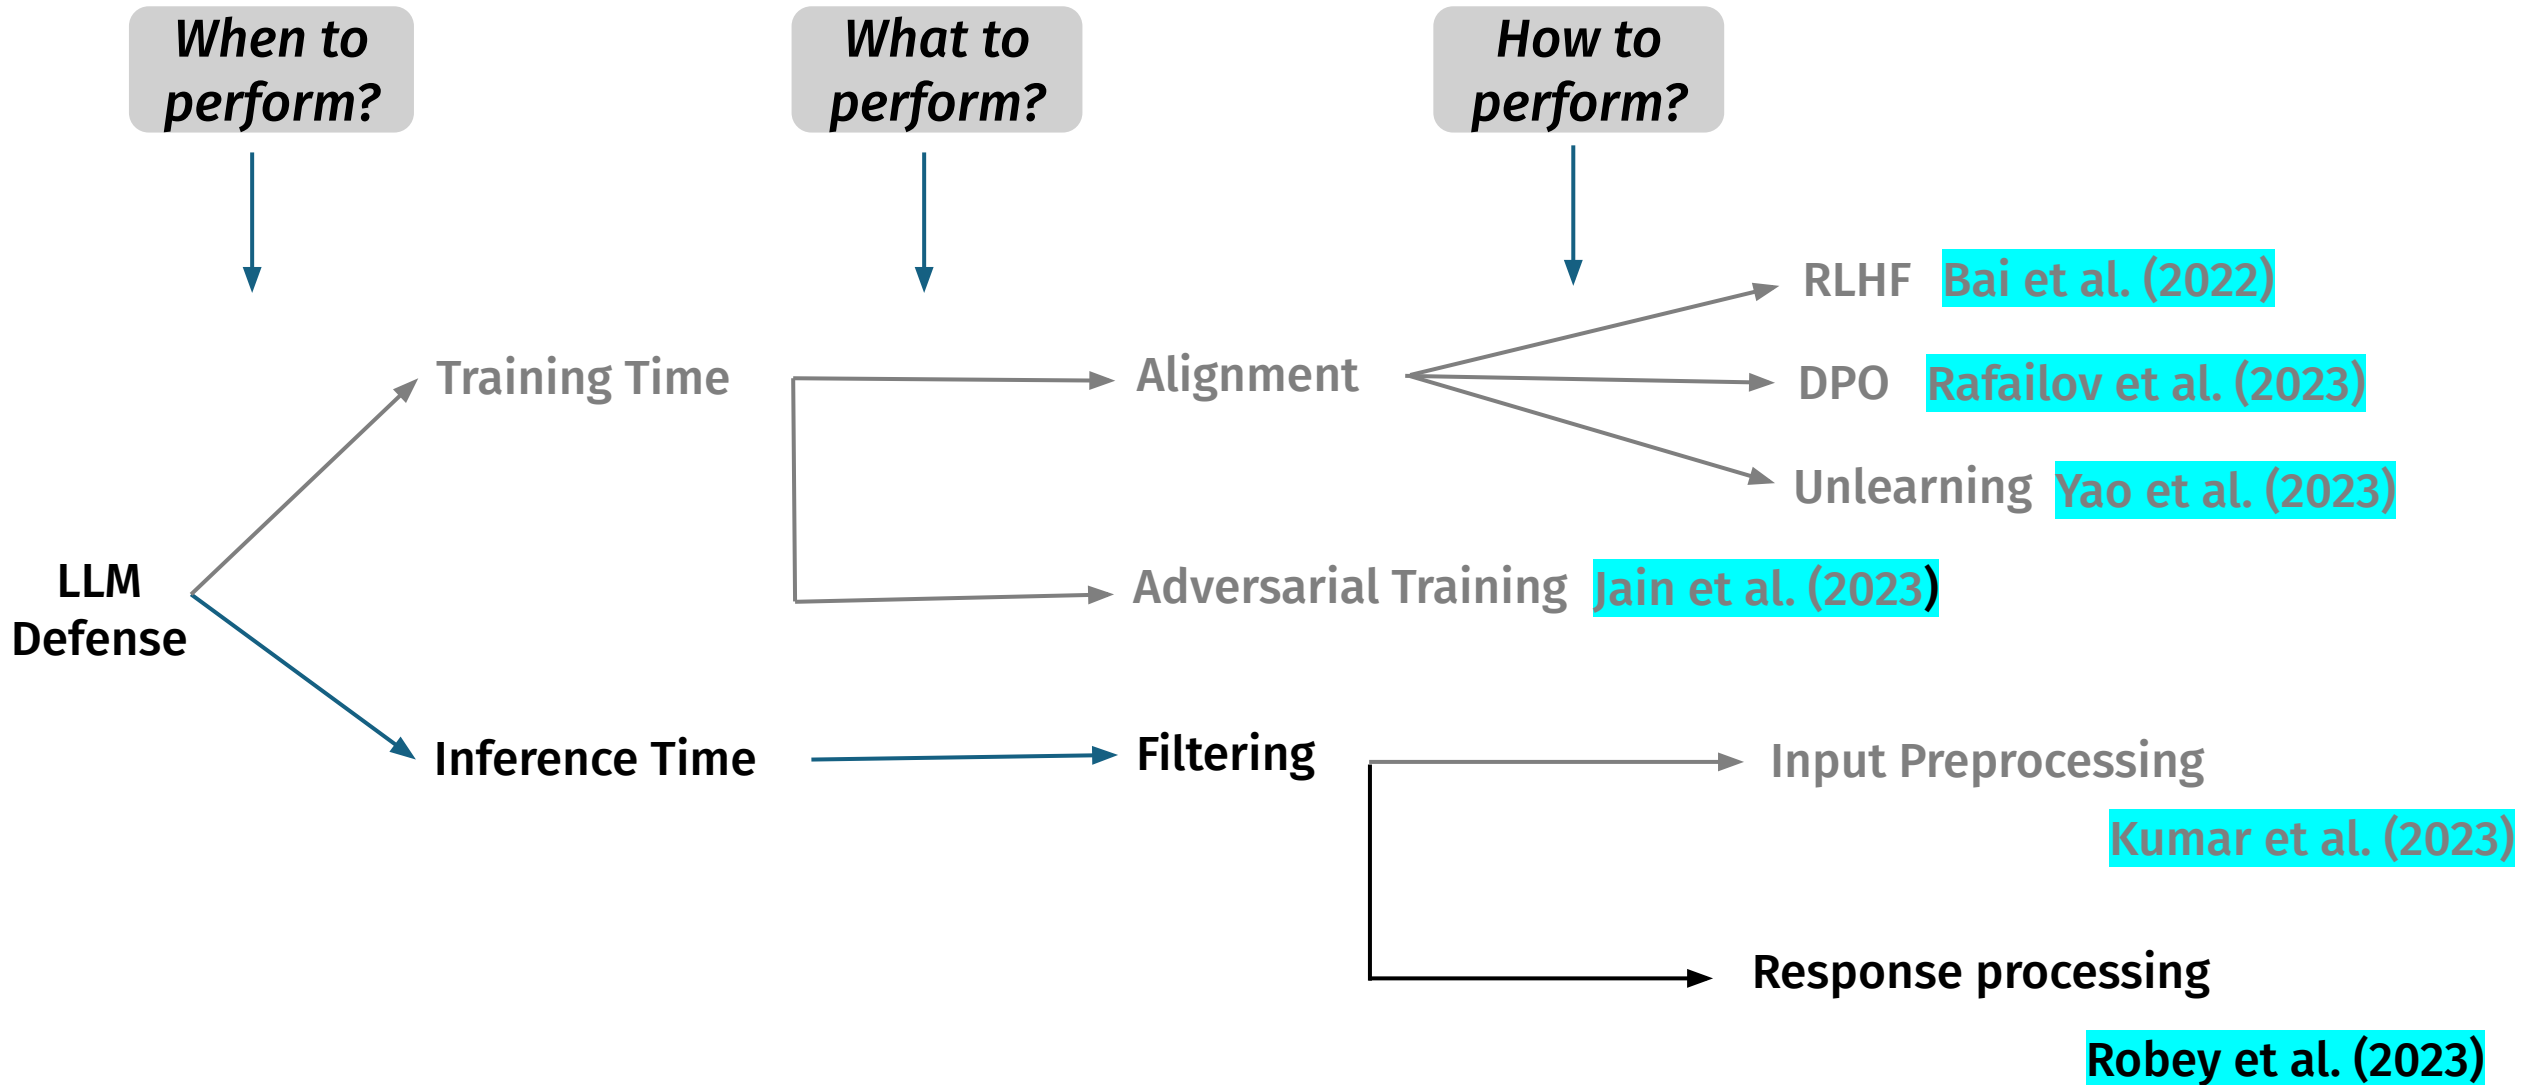 When to
perform?
What to
perform?
How to
perform?
RLHF Bai et al. (2022)
Training Time
Alignment
DPO Rafailov et al. (2023)
Unlearning Yao et al. (2023)
LLM
Defense
Adversarial Training Jain et al. (2023)
Inference Time
Filtering
Input Preprocessing
Kumar et al. (2023)
Response processing
Robey et al. (2023)